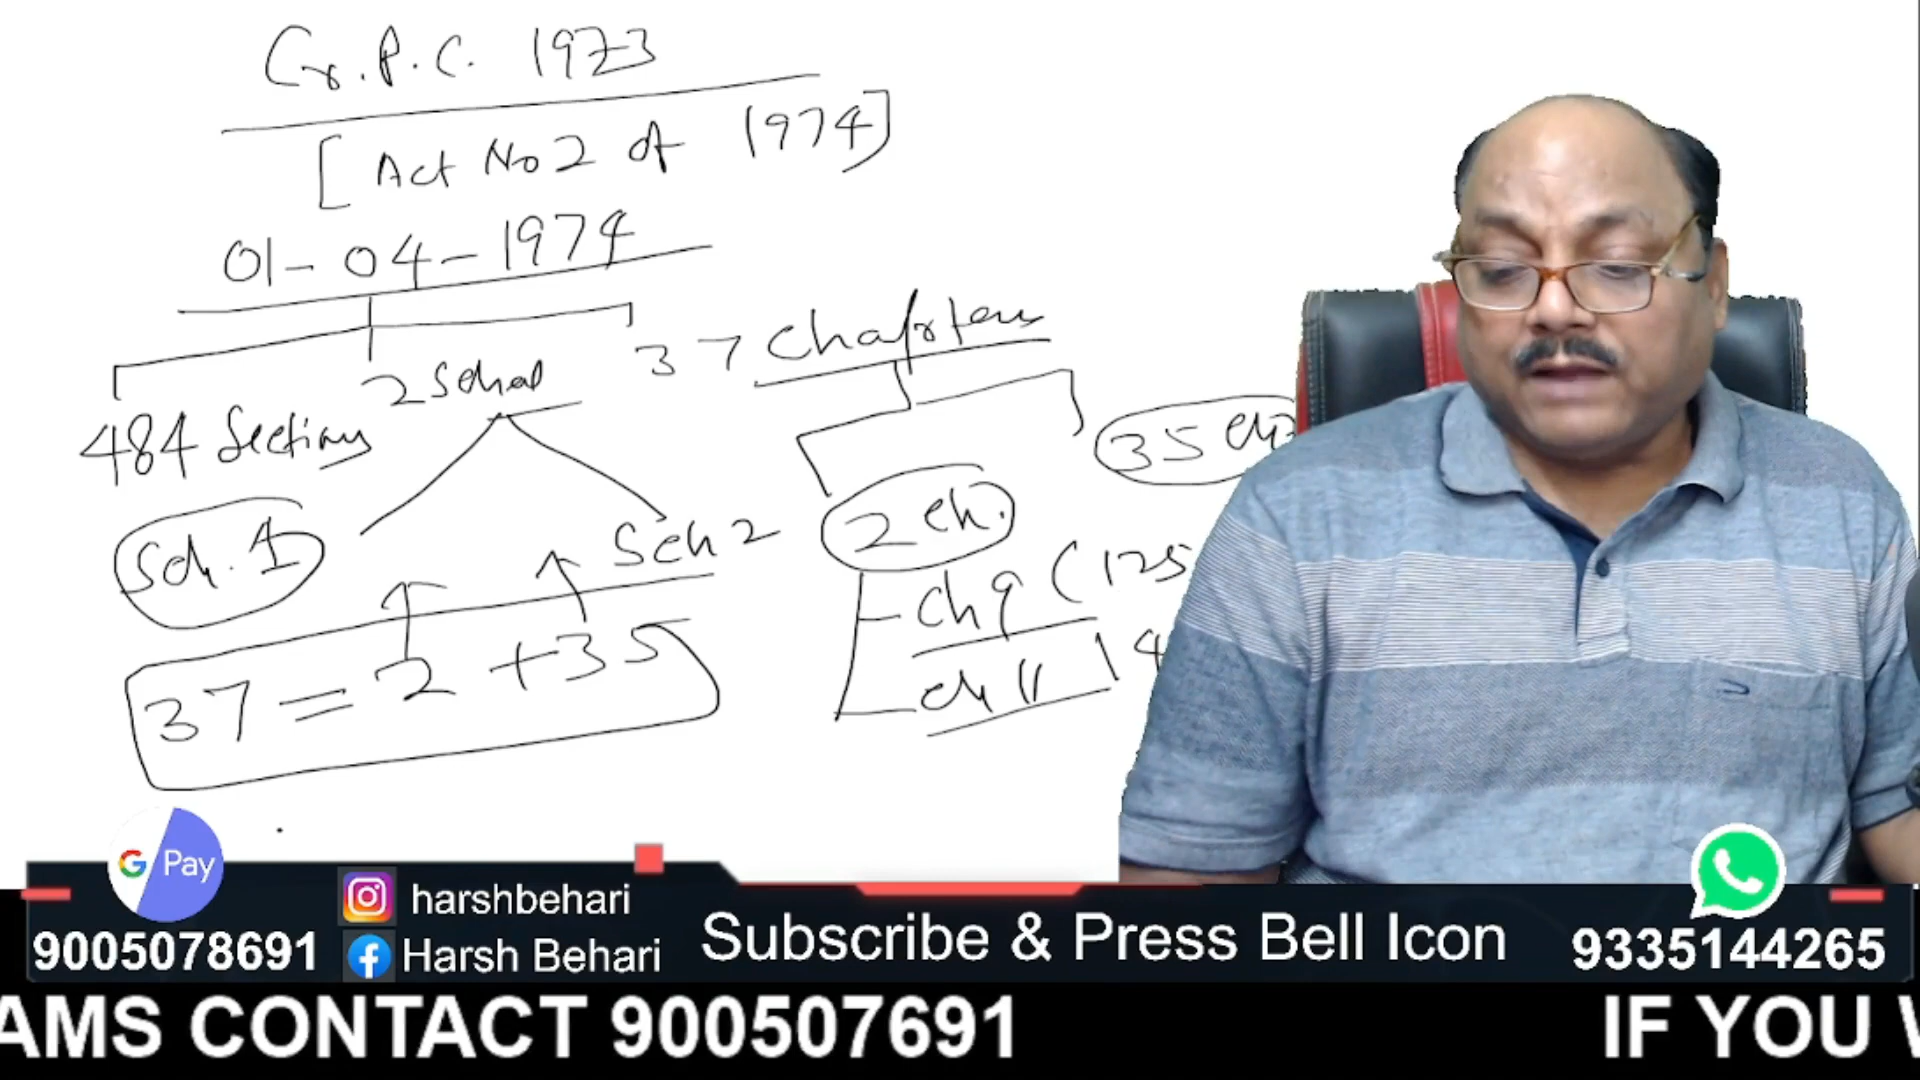 Cr. P. C. 1973
[ Act No 2 of 1974]
01-04-1974
484 Sections
2 Sched
37 Chapters
Sch. 1
Sch 2
2 Ch.
35 Ch
Ch 9 (125
Ch 11 14
37 = 2 + 35
G Pay
9005078691
harshbehari
Harsh Behari
Subscribe & Press Bell Icon
9335144265
AMS CONTACT 900507691
IF YOU